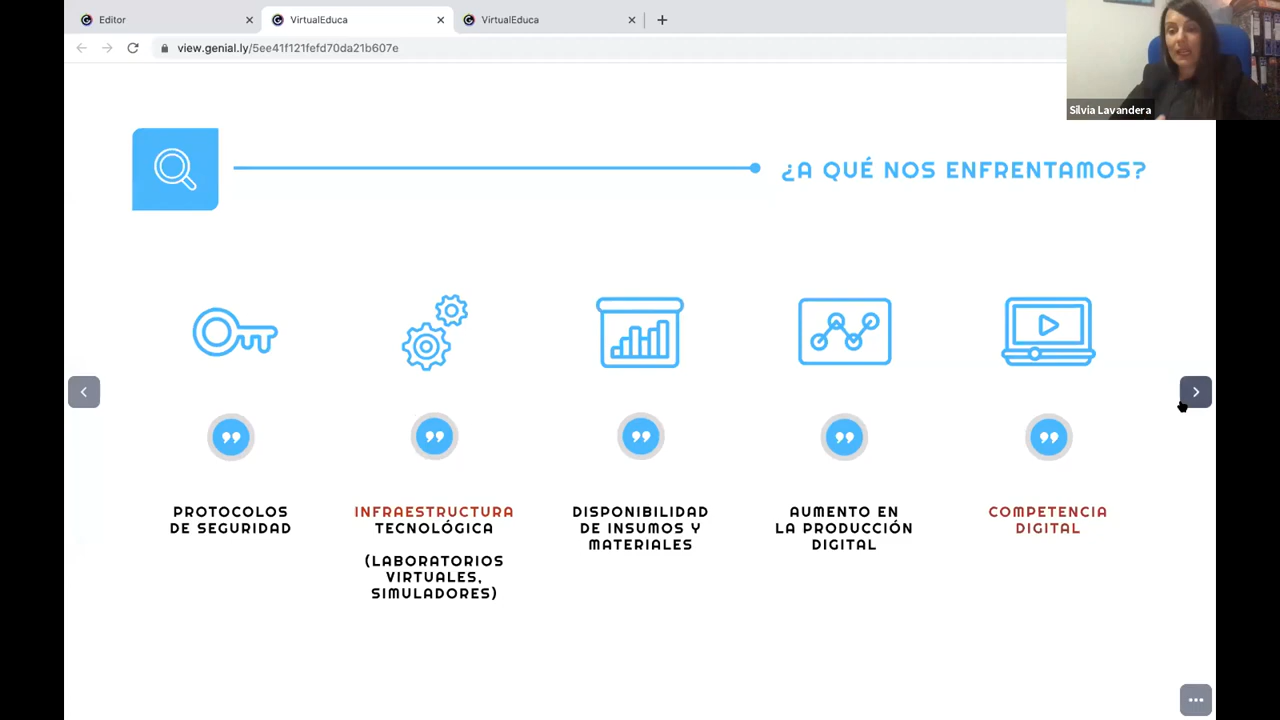 Editor
VirtualEduca
VirtualEduca
view.genial.ly/5ee41f121fefd70da21b607e
Silvia Lavandera
¿A QUÉ NOS ENFRENTAMOS?
PROTOCOLOS
DE SEGURIDAD
INFRAESTRUCTURA
TECNOLÓGICA
(LABORATORIOS
VIRTUALES,
SIMULADORES)
DISPONIBILIDAD
DE INSUMOS Y
MATERIALES
AUMENTO EN
LA PRODUCCIÓN
DIGITAL
COMPETENCIA
DIGITAL